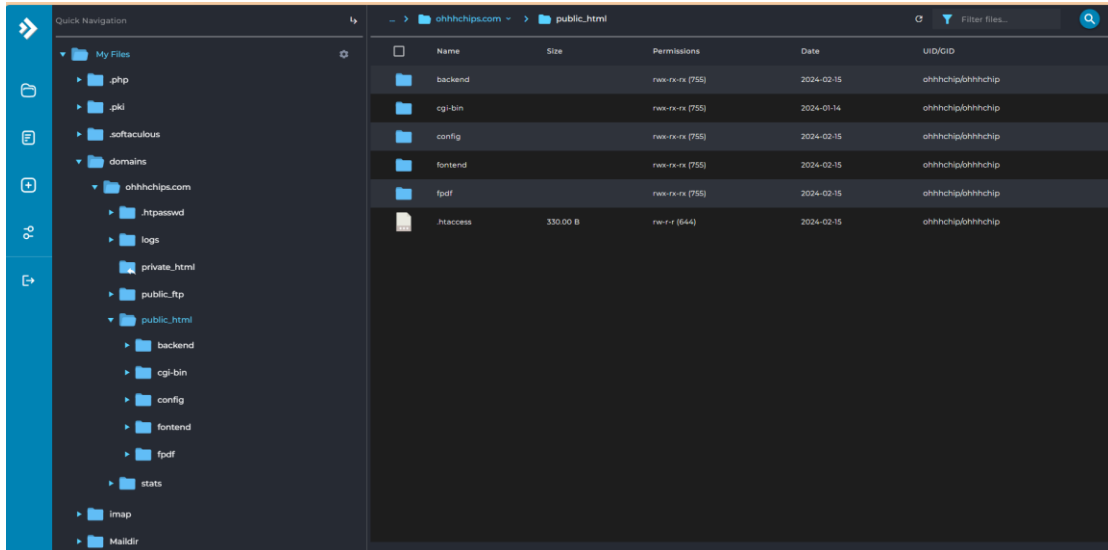 Quick Navigation
My Files
.php
.pki
.softaculous
domains
ohhhchips.com
.htpasswd
logs
private_html
public_ftp
public_html
backend
cgi-bin
config
fontend
fpdf
stats
imap
Maildir
... > ohhhchips.com > public_html Filter files...
Name Size Permissions Date UID/GID
backend rwx-rx-rx (755) 2024-02-15 ohhhchip/ohhhchip
cgi-bin rwx-rx-rx (755) 2024-01-14 ohhhchip/ohhhchip
config rwx-rx-rx (755) 2024-02-15 ohhhchip/ohhhchip
fontend rwx-rx-rx (755) 2024-02-15 ohhhchip/ohhhchip
fpdf rwx-rx-rx (755) 2024-02-15 ohhhchip/ohhhchip
.htaccess 330.00 B rw-r-r (644) 2024-02-15 ohhhchip/ohhhchip